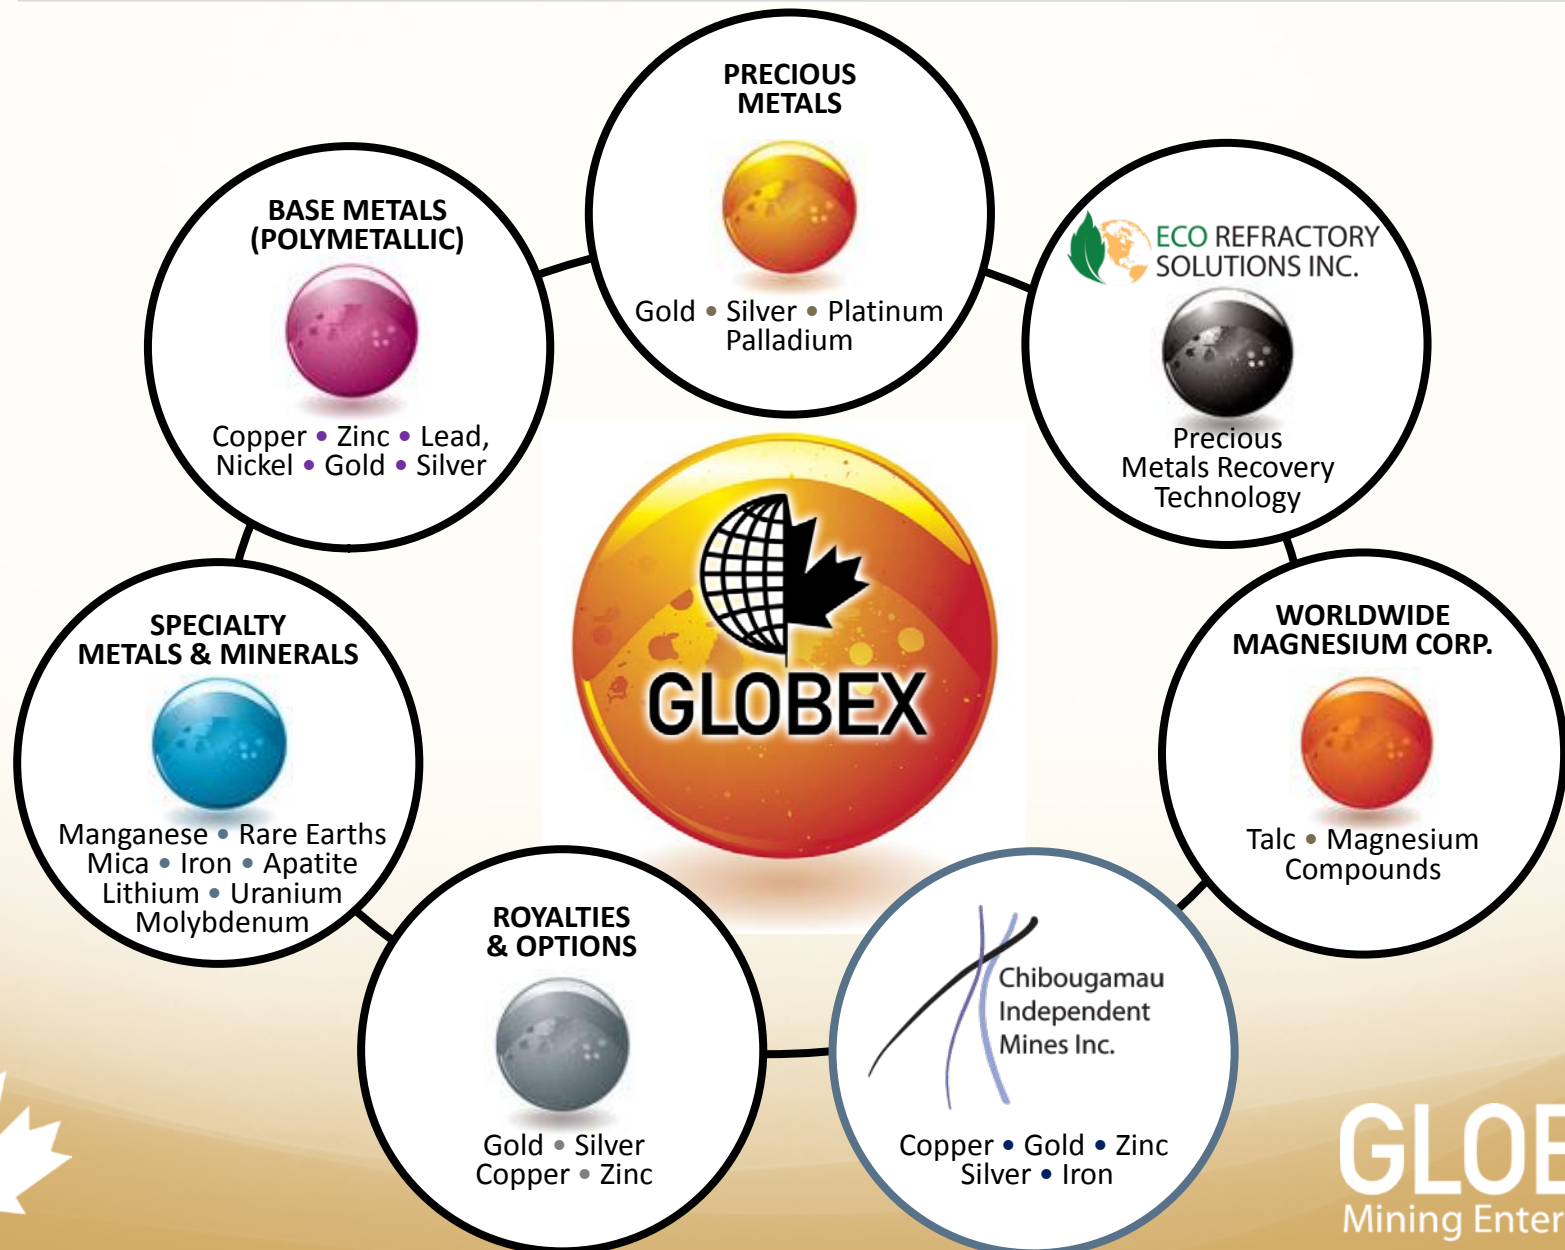 PRECIOUS
METALS
Gold • Silver • Platinum
Palladium
BASE METALS
(POLYMETALLIC)
Copper • Zinc • Lead,
Nickel • Gold • Silver
ECO REFRACTORY
SOLUTIONS INC.
Precious
Metals Recovery
Technology
GLOBEX
SPECIALTY
METALS & MINERALS
Manganese • Rare Earths
Mica • Iron • Apatite
Lithium • Uranium
Molybdenum
WORLDWIDE
MAGNESIUM CORP.
Talc • Magnesium
Compounds
ROYALTIES
& OPTIONS
Gold • Silver
Copper • Zinc
Chibougamau
Independent
Mines Inc.
Copper • Gold • Zinc
Silver • Iron
GLOB
Mining Enter